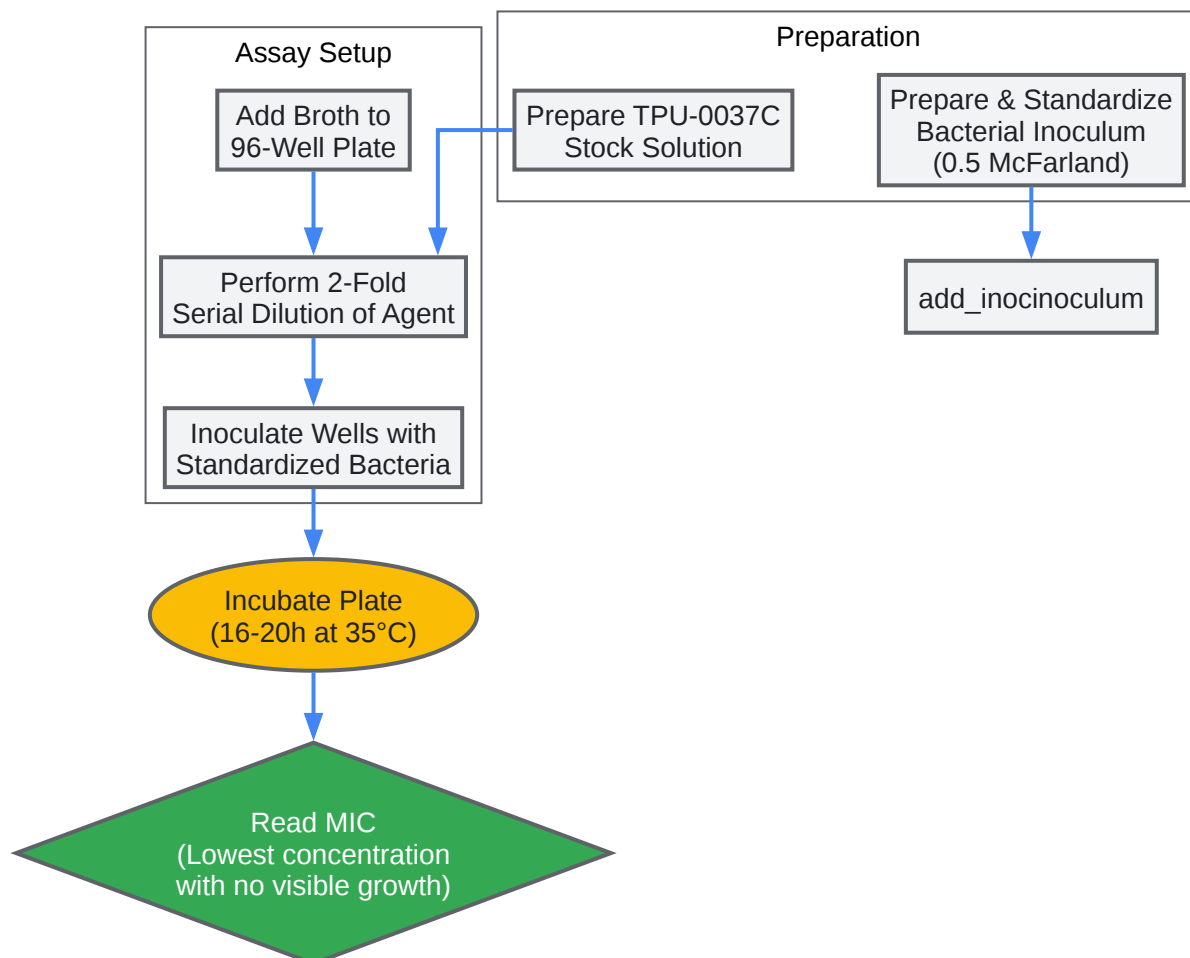 Assay Setup
Preparation
Add Broth to
96-Well Plate
Prepare TPU-0037C
Stock Solution
Prepare & Standardize
Bacterial Inoculum
(0.5 McFarland)
Perform 2-Fold
Serial Dilution of Agent
add_inocinoculum
Inoculate Wells with
Standardized Bacteria
Incubate Plate
(16-20h at 35°C)
Read MIC
(Lowest concentration
with no visible growth)